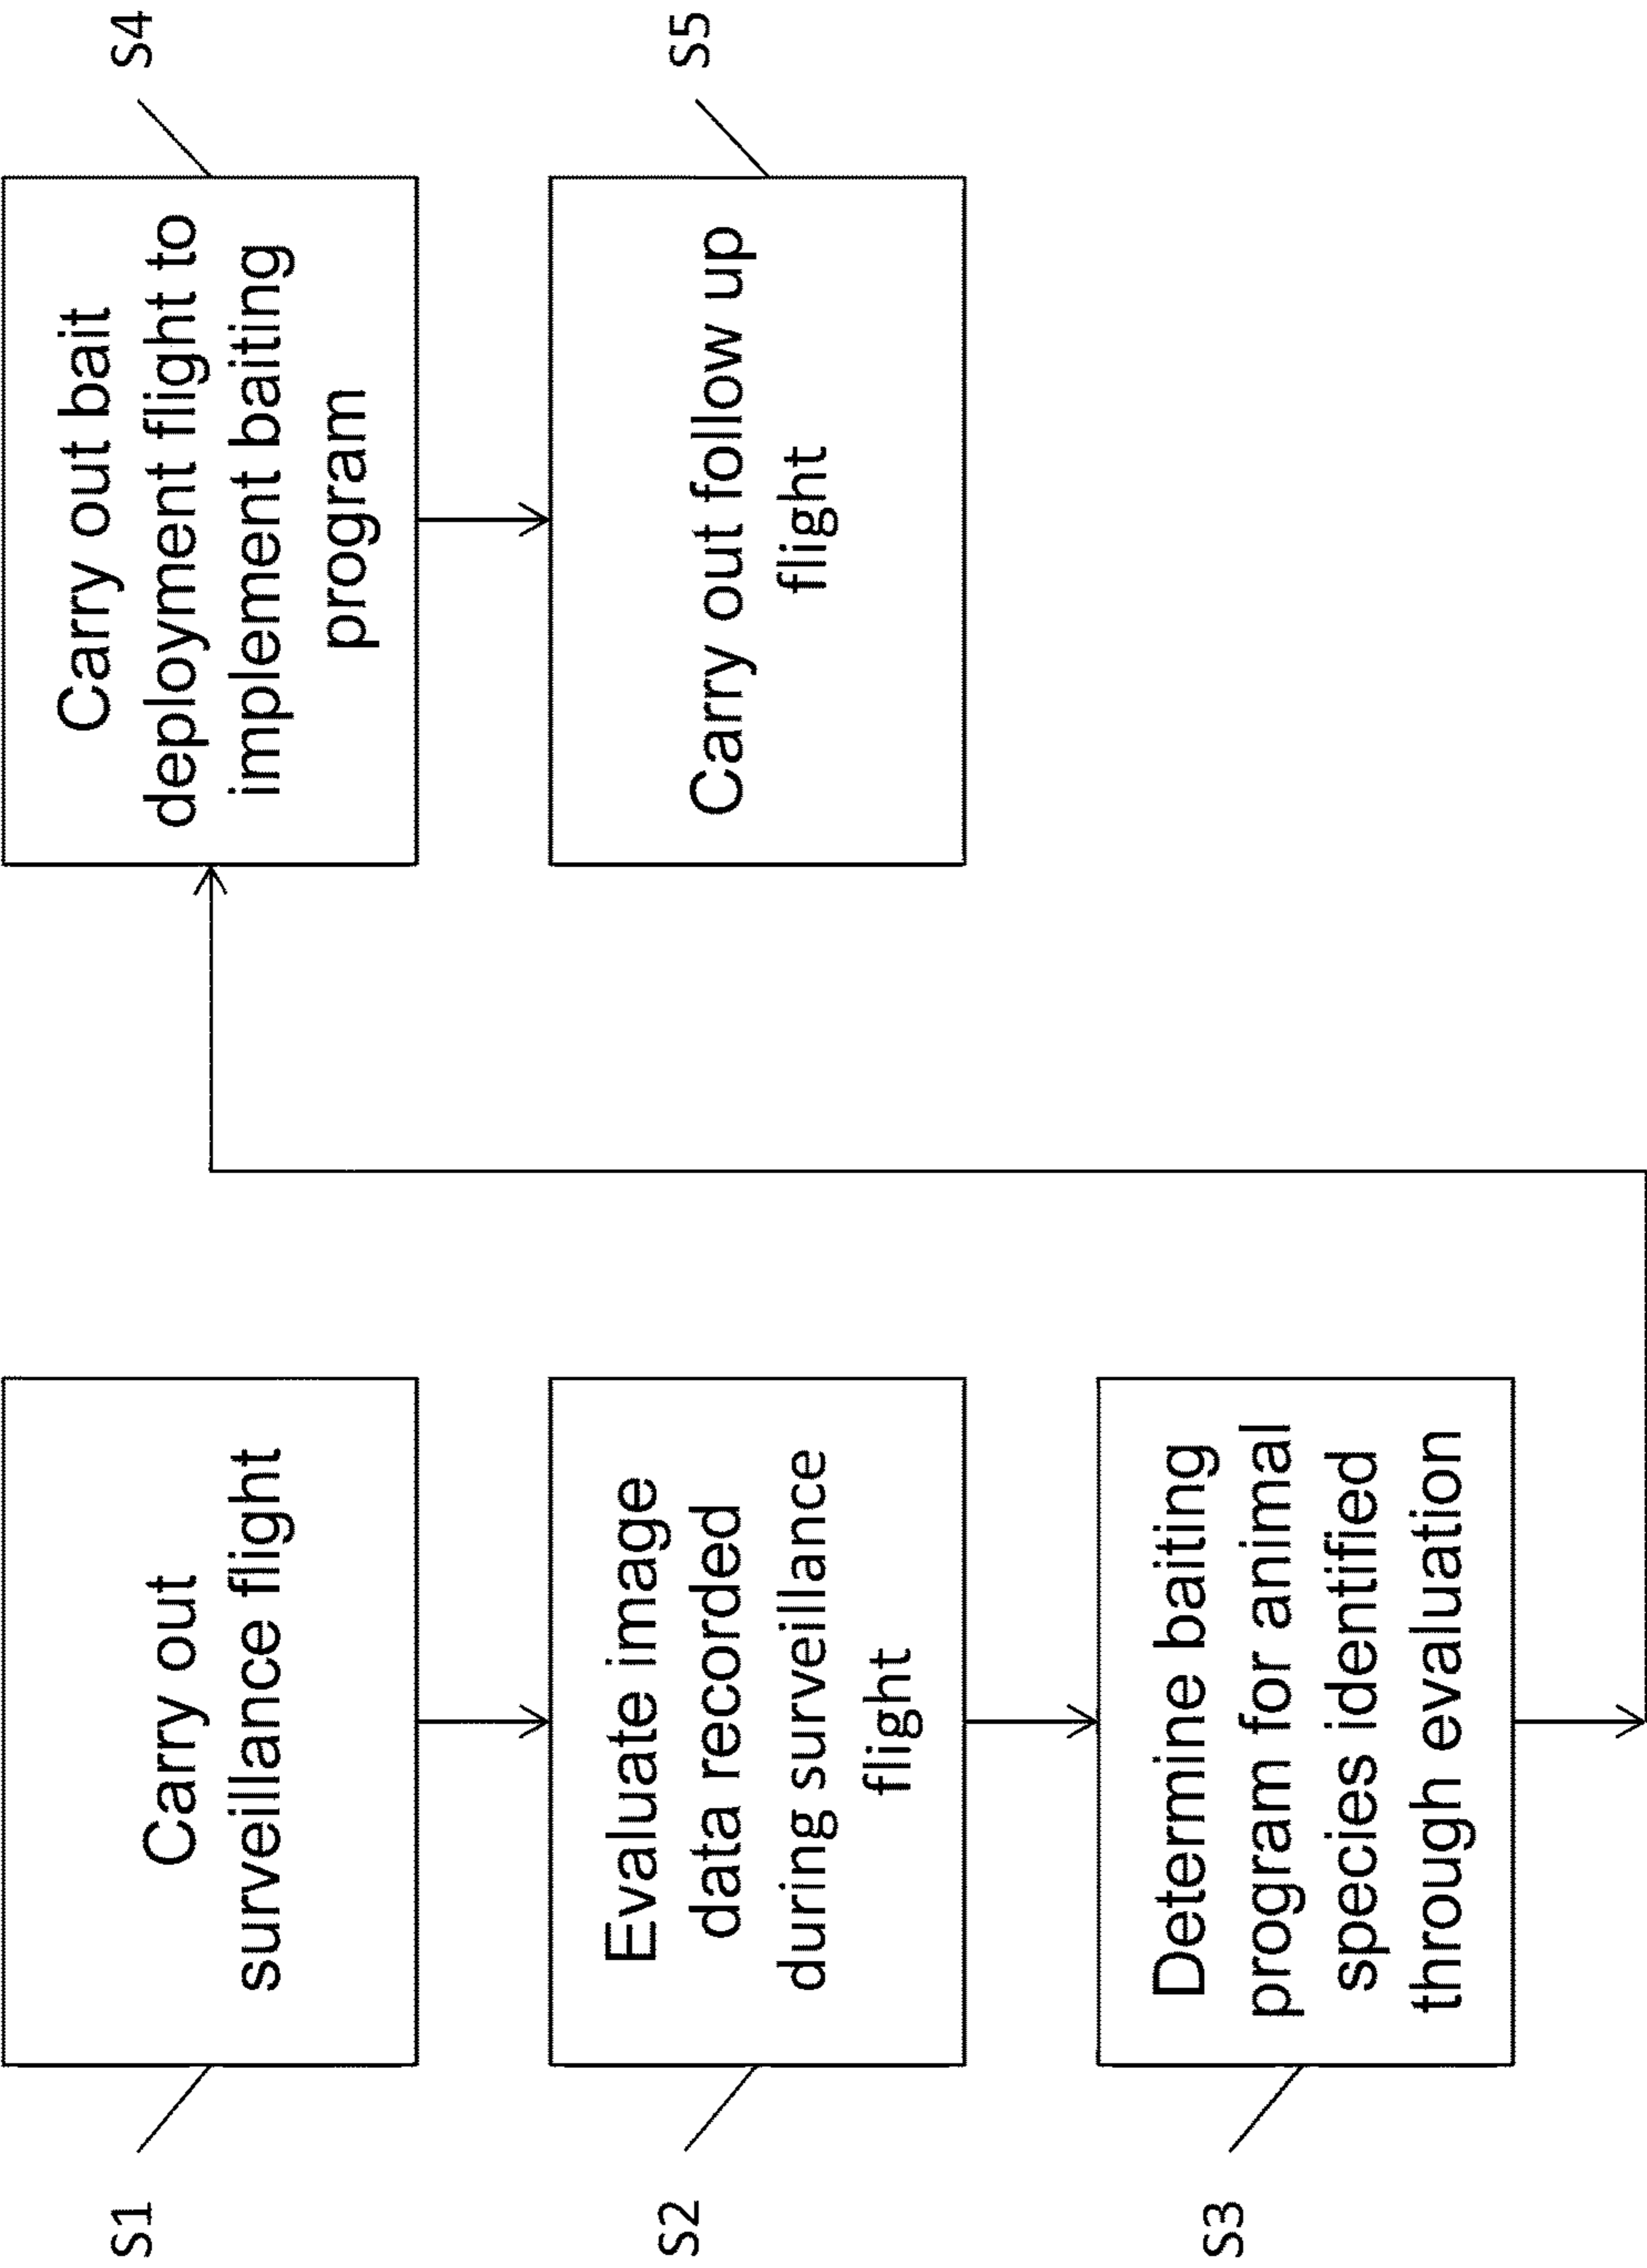 S1
Carry out
surveillance flight
S2
Evaluate image
data recorded
during surveillance
flight
S3
Determine baiting
program for animal
species identified
through evaluation
S4
Carry out bait
deployment flight to
implement baiting
program
S5
Carry out follow up
flight